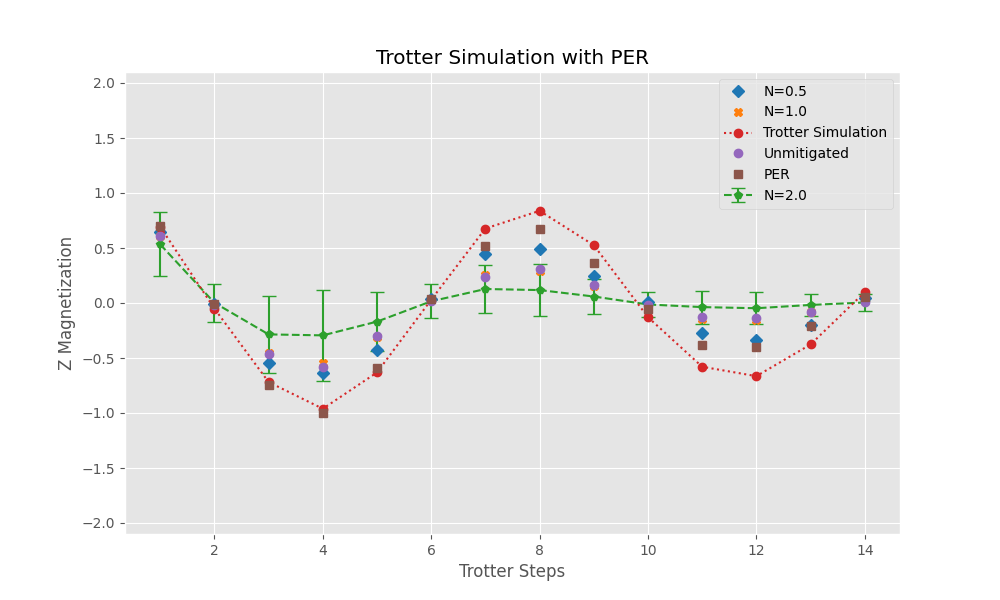 Trotter Simulation with PER
N=0.5
N=1.0
Trotter Simulation
Unmitigated
PER
N=2.0
Z Magnetization
2.0
1.5
1.0
0.5
0.0
−0.5
−1.0
−1.5
−2.0
2 4 6 8 10 12 14
Trotter Steps